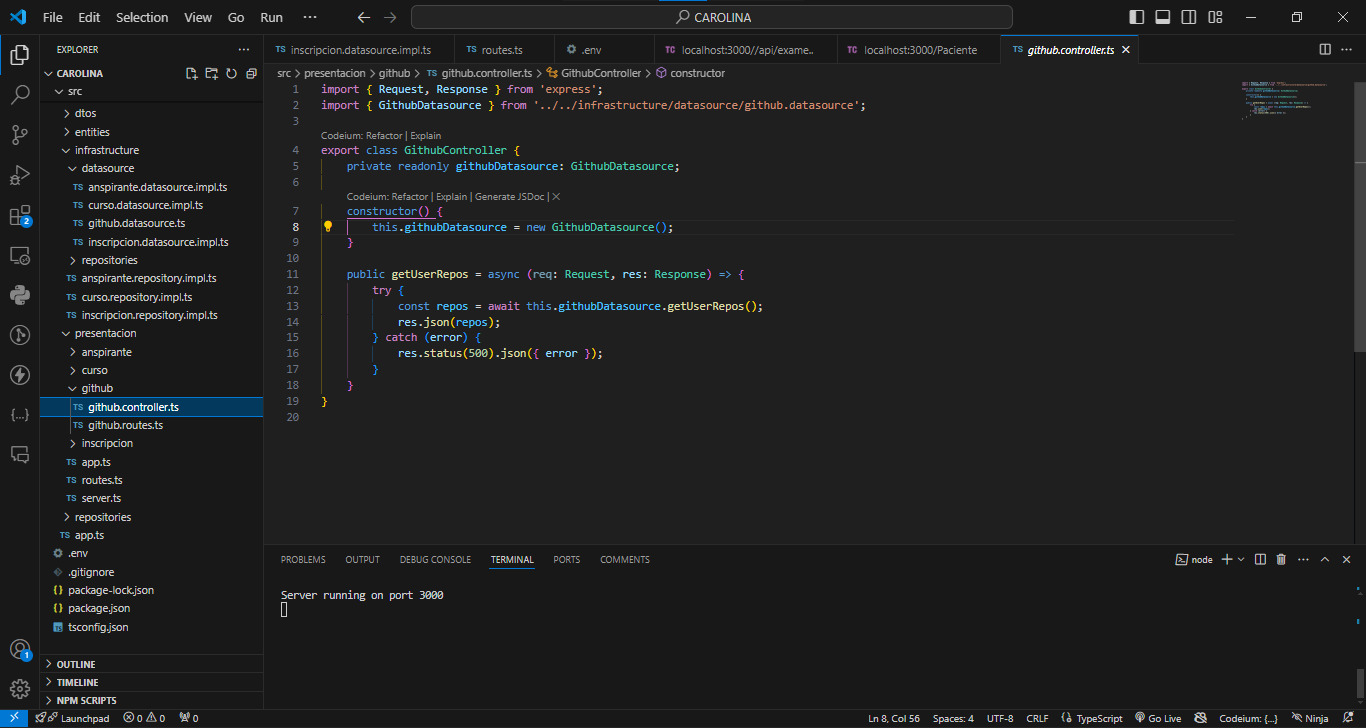 File Edit Selection View Go Run ··· CAROLINA
EXPLORER ···
CAROLINA
src
dtos
entities
infrastructure
datasource
TS anspirante.datasource.impl.ts
TS curso.datasource.impl.ts
TS github.datasource.ts
TS inscripcion.datasource.impl.ts
repositories
TS anspirante.repository.impl.ts
TS curso.repository.impl.ts
TS inscripcion.repository.impl.ts
presentacion
anspirante
curso
github
TS github.controller.ts
TS github.routes.ts
inscripcion
TS app.ts
TS routes.ts
TS server.ts
repositories
TS app.ts
.env
.gitignore
{} package-lock.json
{} package.json
TS tsconfig.json
OUTLINE
TIMELINE
NPM SCRIPTS
2
1
TS inscripcion.datasource.impl.ts TS routes.ts .env TC localhost:3000//api/exame.. TC localhost:3000/Paciente TS github.controller.ts
src > presentacion > github > TS github.controller.ts > GithubController > constructor
1 import { Request, Response } from 'express';
2 import { GithubDatasource } from '../../infrastructure/datasource/github.datasource';
3
Codeium: Refactor | Explain
4 export class GithubController {
5 private readonly githubDatasource: GithubDatasource;
6
Codeium: Refactor | Explain | Generate JSDoc | ×
7 constructor() {
8 this.githubDatasource = new GithubDatasource();
9 }
10
11 public getUserRepos = async (req: Request, res: Response) => {
12 try {
13 const repos = await this.githubDatasource.getUserRepos();
14 res.json(repos);
15 } catch (error) {
16 res.status(500).json({ error });
17 }
18 }
19 }
20
PROBLEMS OUTPUT DEBUG CONSOLE TERMINAL PORTS COMMENTS node
Server running on port 3000
Launchpad 0 0 0 Ln 8, Col 56 Spaces: 4 UTF-8 CRLF {} TypeScript Go Live Codeium: {...} Ninja